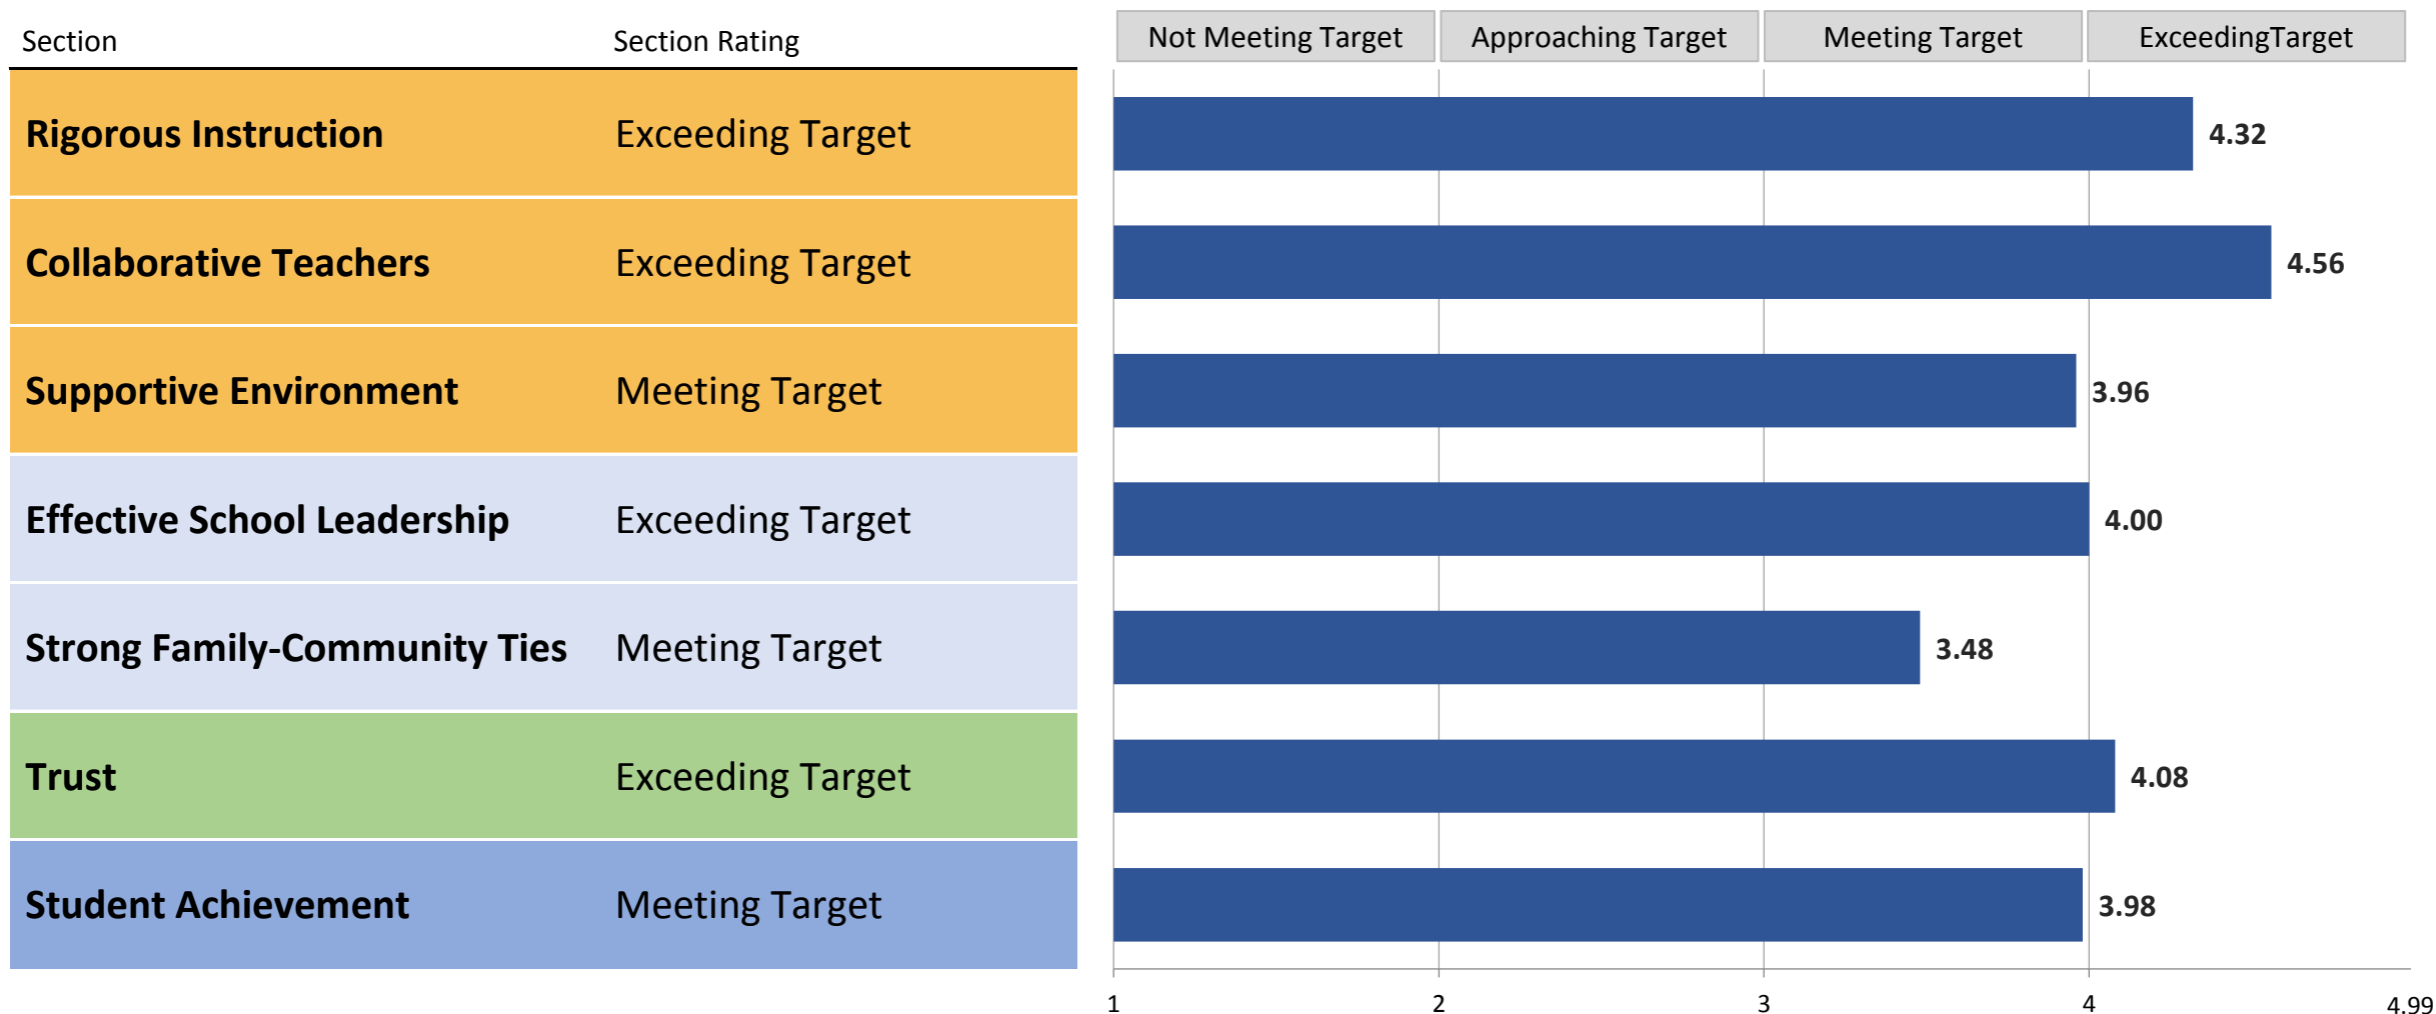 Section Section Rating Not Meeting Target Approaching Target Meeting Target ExceedingTarget
Rigorous Instruction Exceeding Target 4.32
Collaborative Teachers Exceeding Target 4.56
Supportive Environment Meeting Target 3.96
Effective School Leadership Exceeding Target 4.00
Strong Family-Community Ties Meeting Target 3.48
Trust Exceeding Target 4.08
Student Achievement Meeting Target 3.98
1 2 3 4 4.99